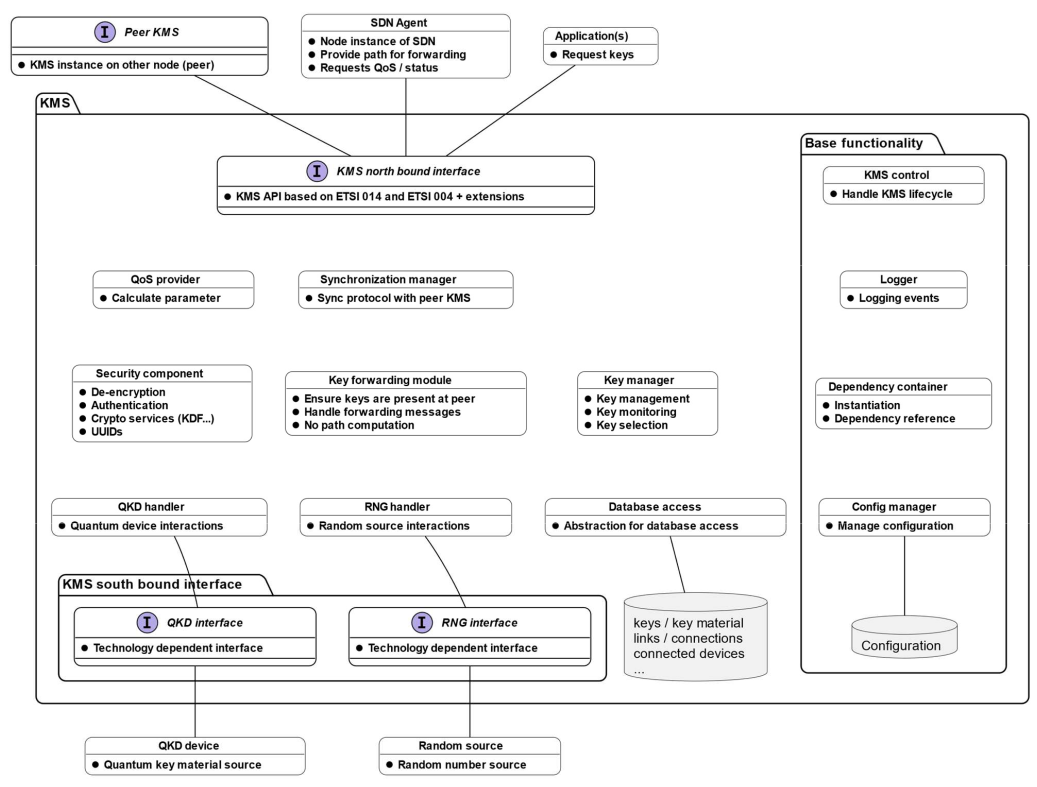 I Peer KMS
● KMS instance on other node (peer)
SDN Agent
● Node instance of SDN
● Provide path for forwarding
● Requests QoS / status
Application(s)
● Request keys
KMS
I KMS north bound interface
● KMS API based on ETSI 014 and ETSI 004 + extensions
Base functionality
KMS control
● Handle KMS lifecycle
QoS provider
● Calculate parameter
Synchronization manager
● Sync protocol with peer KMS
Logger
● Logging events
Security component
● De-encryption
● Authentication
● Crypto services (KDF...)
● UUIDs
Key forwarding module
● Ensure keys are present at peer
● Handle forwarding messages
● No path computation
Key manager
● Key management
● Key monitoring
● Key selection
Dependency container
● Instantiation
● Dependency reference
QKD handler
● Quantum device interactions
RNG handler
● Random source interactions
Database access
● Abstraction for database access
Config manager
● Manage configuration
KMS south bound interface
I QKD interface
● Technology dependent interface
I RNG interface
● Technology dependent interface
keys / key material
links / connections
connected devices
...
Configuration
QKD device
● Quantum key material source
Random source
● Random number source